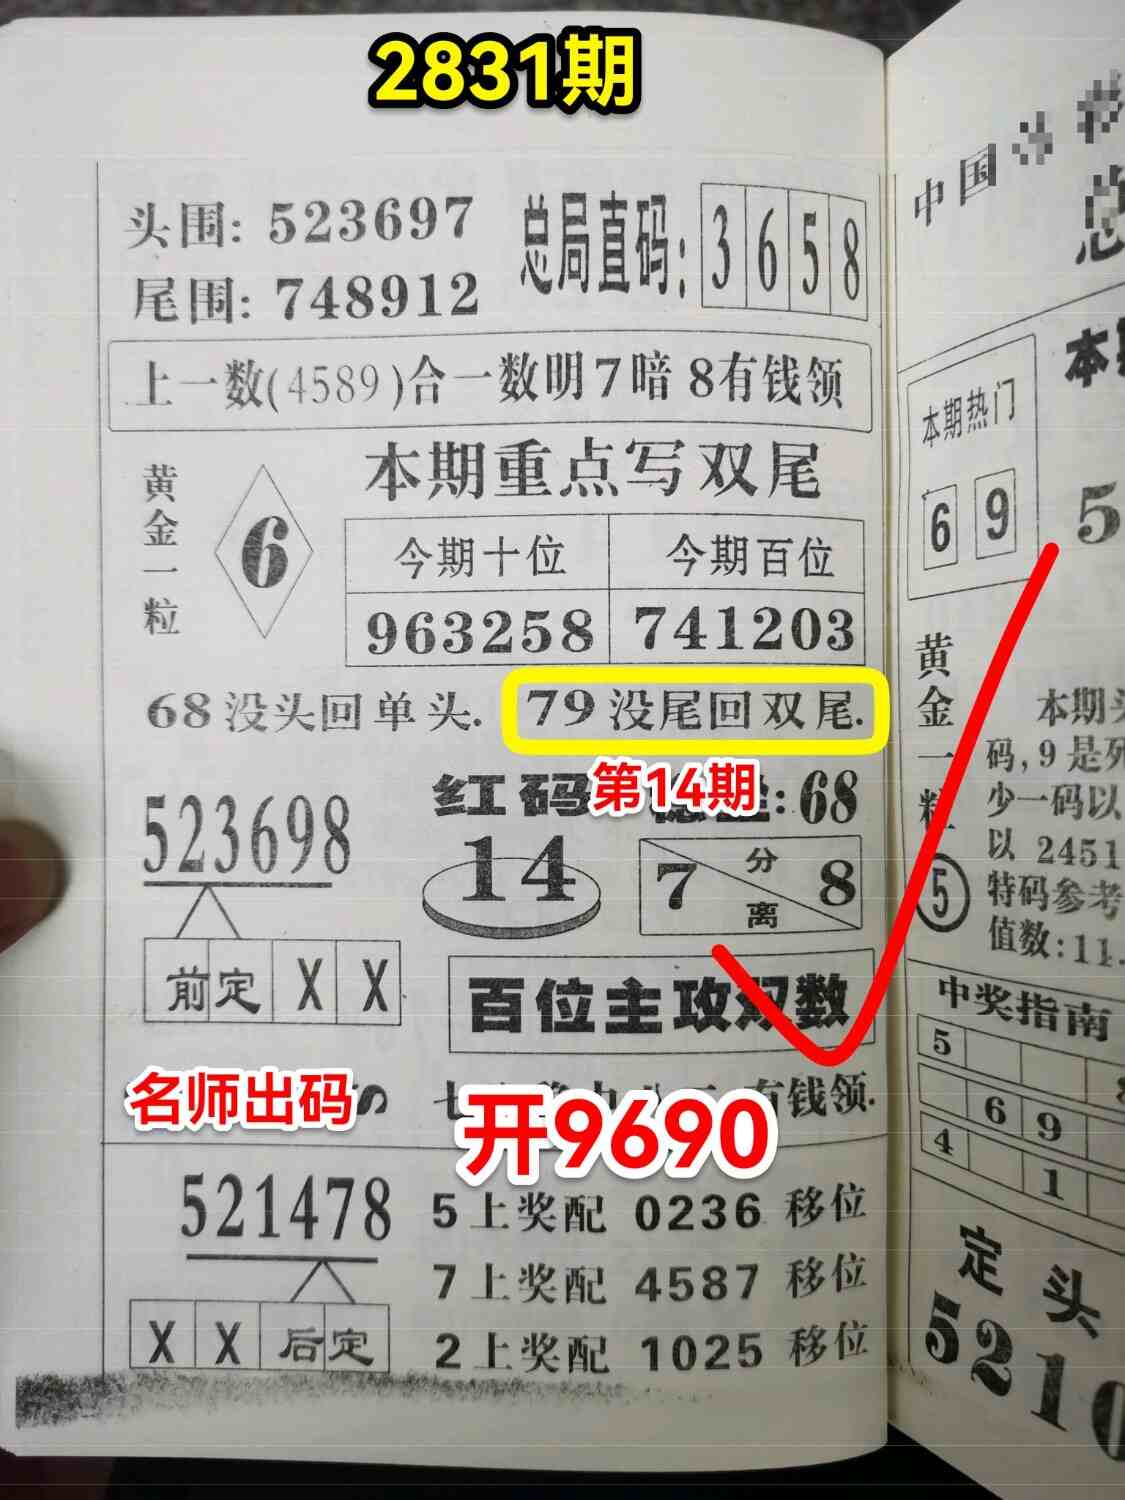 2831期
头围: 523697
尾围: 748912
总局直码: 3 6 5 8
上一数(4589)合一数明7暗8有钱领
黄金一粒
6
本期重点写双尾
今期十位 今期百位
963258 741203
68没头回单头. 79没尾回双尾.
第14期
红码
:68
14
7 分离 8
523698
前定 X X
百位主攻双数
名师出码
有钱领.
开9690
521478
X X 后定
5上奖配 0236 移位
7上奖配 4587 移位
2上奖配 1025 移位
中国
本期热门
6 9
5
黄金一粒
5
本期头
码,9是死
少一码以
以 2451
特码参考
值数:11.
中奖指南
5
6 9
4 1
定头
5210